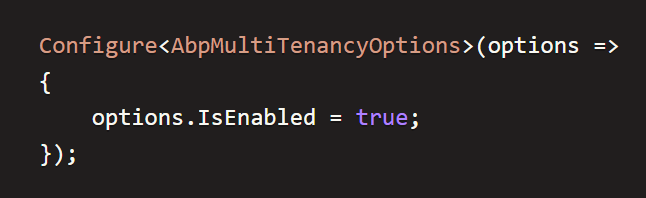 Configure<AbpMultiTenancyOptions>(options =>
{
    options.IsEnabled = true;
});